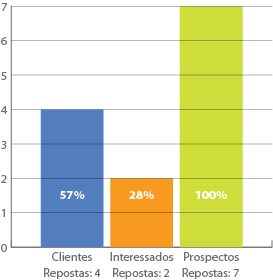 7
6
5
4
3
2
1
0
57%
28%
100%
Clientes
Repostas: 4
Interessados
Repostas: 2
Prospectos
Repostas: 7